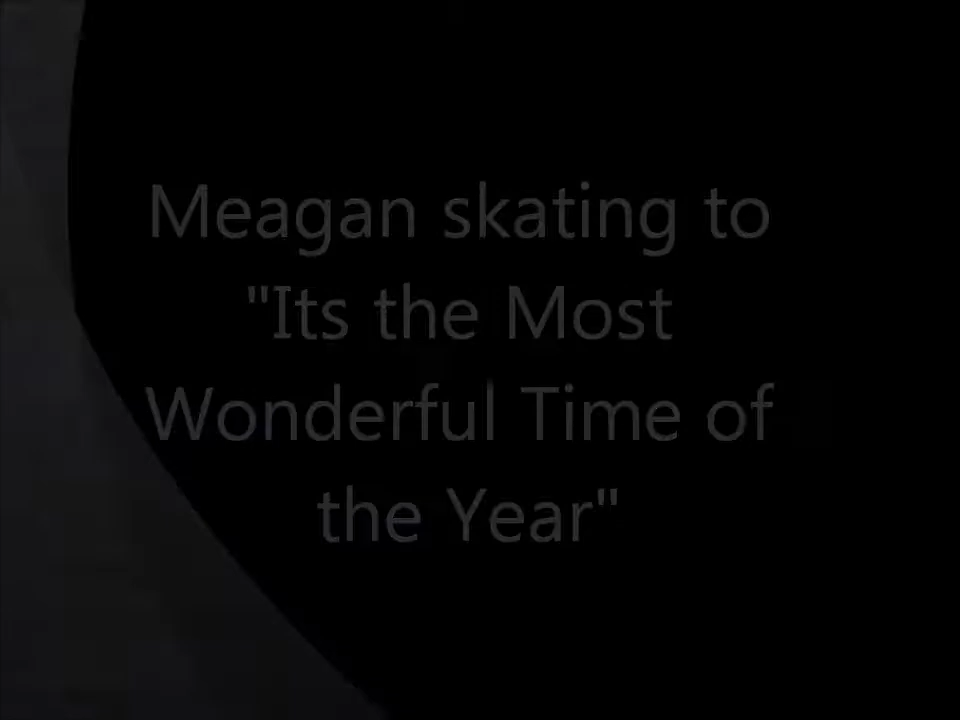 Meagan skating to
"Its the Most
Wonderful Time of
the Year"